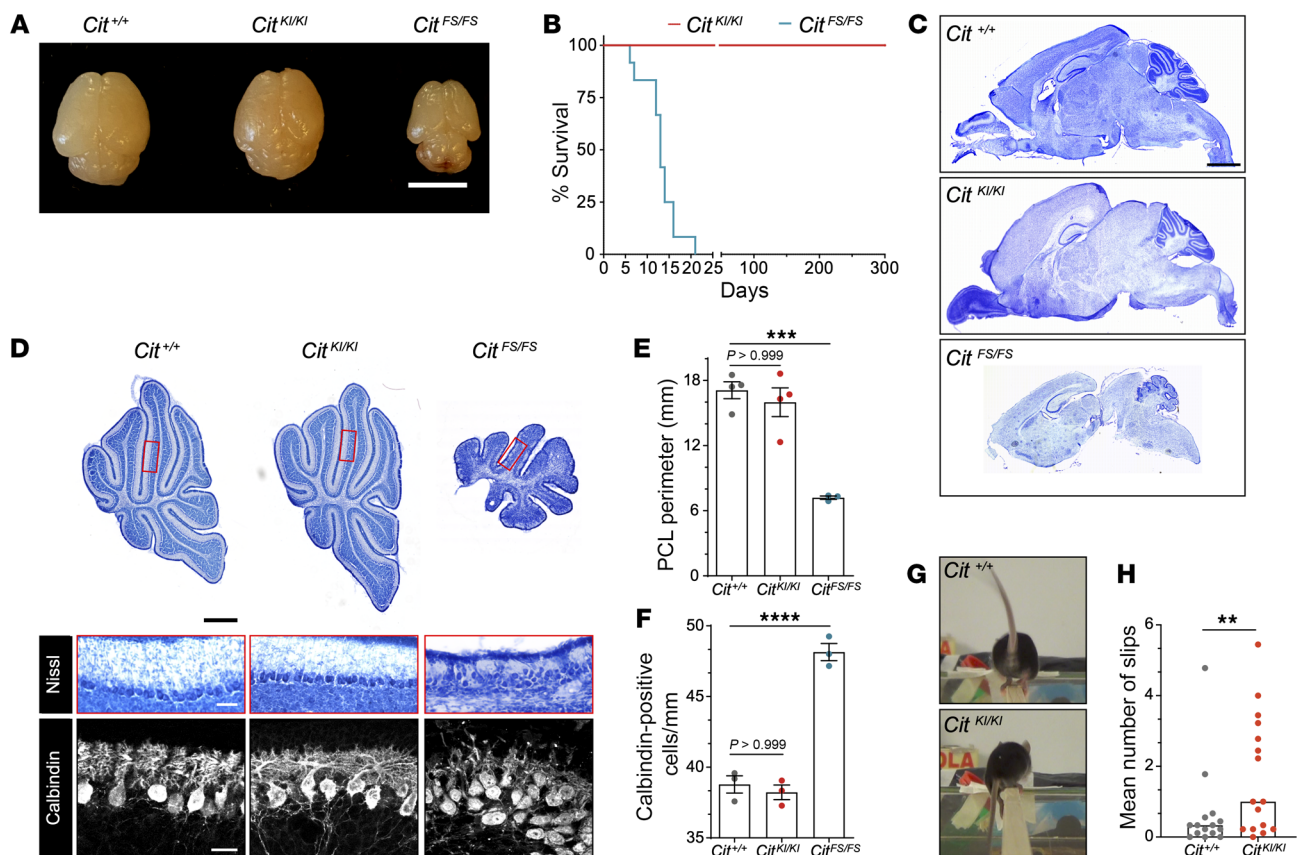 A
Cit+/+
CitKI/KI
CitFS/FS
B
CitKI/KI
CitFS/FS
% Survival
100
75
50
25
0
0
5
10
15
20
25
100
200
300
Days
C
Cit +/+
Cit KI/KI
Cit FS/FS
D
Cit+/+
CitKI/KI
CitFS/FS
Nissl
Calbindin
E
***
P > 0.999
PCL perimeter (mm)
18
12
6
0
Cit+/+
CitKI/KI
CitFS/FS
F
****
P > 0.999
Calbindin-positive
cells/mm
50
45
40
35
Cit+/+
CitKI/KI
CitFS/FS
G
Cit +/+
Cit KI/KI
OLA
H
**
Mean number of slips
6
4
2
0
Cit+/+
CitKI/KI